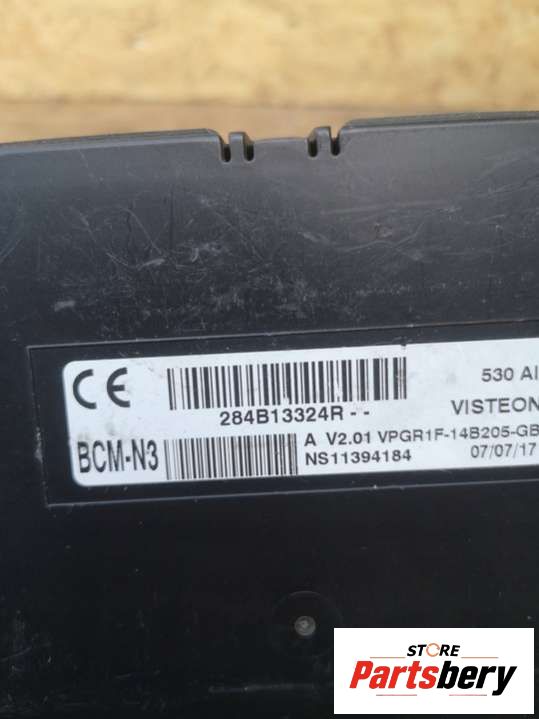 CE
530 AI
284B13324R--
VISTEON
BCM-N3
A V2.01 VPGR1F-14B205-GB
NS11394184
07/07/17
STORE
Partsbery